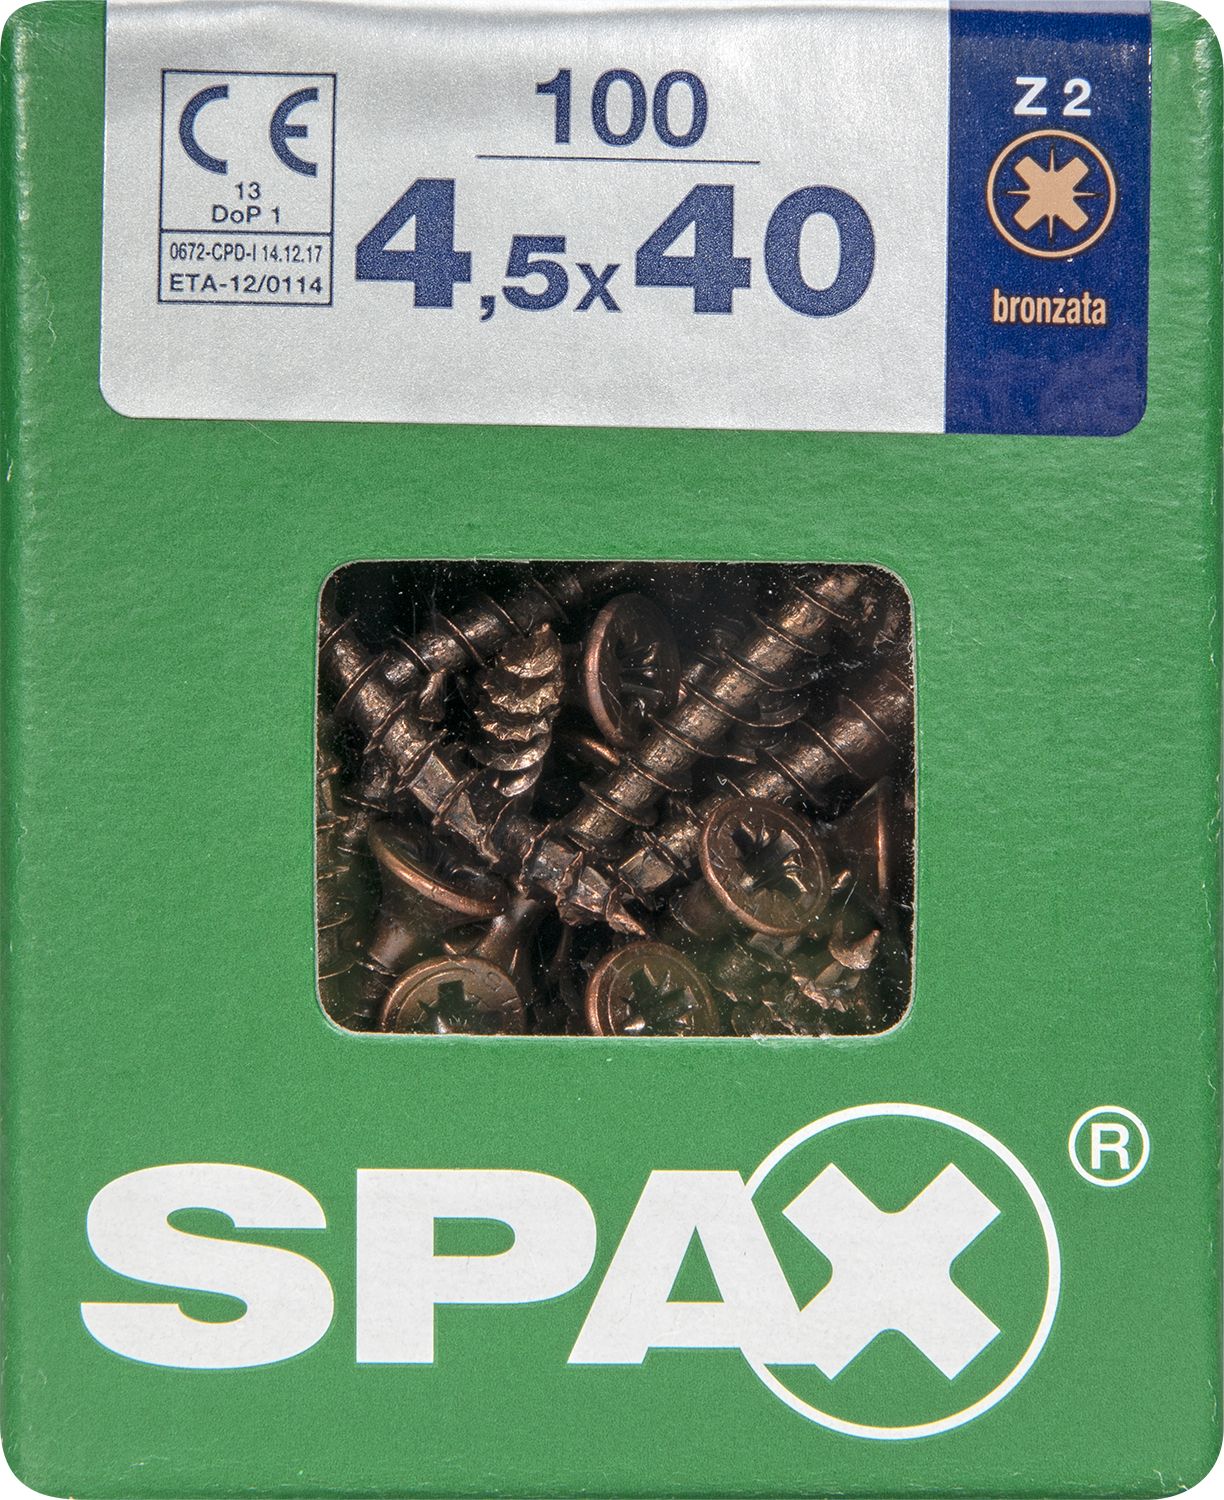 CE
13
DoP 1
0672-CPD-I 14.12.17
ETA-12/0114
100
4,5x40
Z 2
bronzata
SPAX®